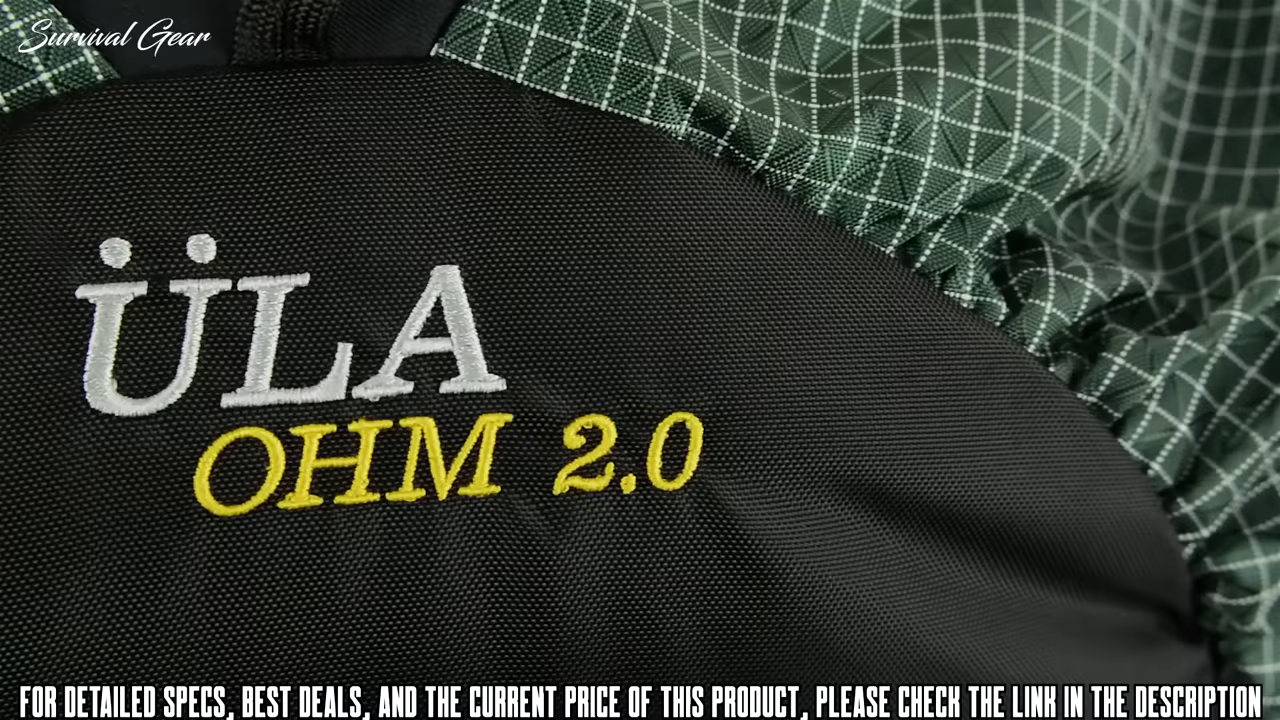 Survival Gear
ÜLA
OHM 2.0
FOR DETAILED SPECS, BEST DEALS, AND THE CURRENT PRICE OF THIS PRODUCT, PLEASE CHECK THE LINK IN THE DESCRIPTION